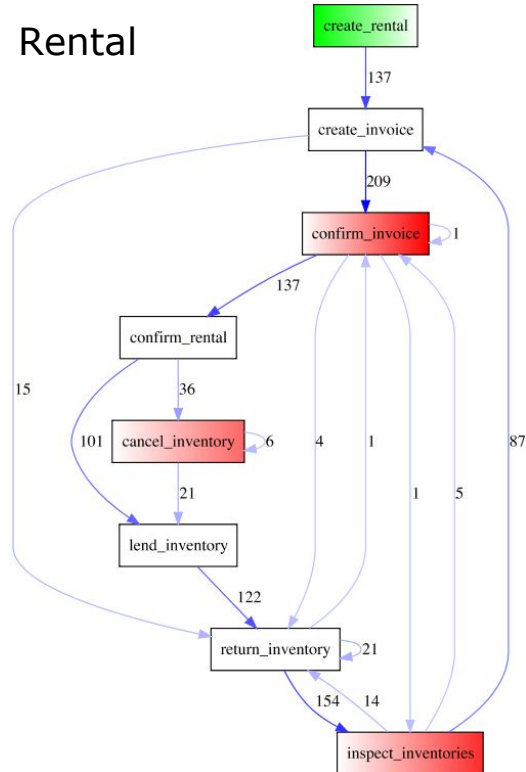 Rental
create_rental
137
create_invoice
209
confirm_invoice
1
137
confirm_rental
15
36
101
cancel_inventory
6
4
1
1
5
87
21
lend_inventory
122
return_inventory
21
154
14
inspect_inventories